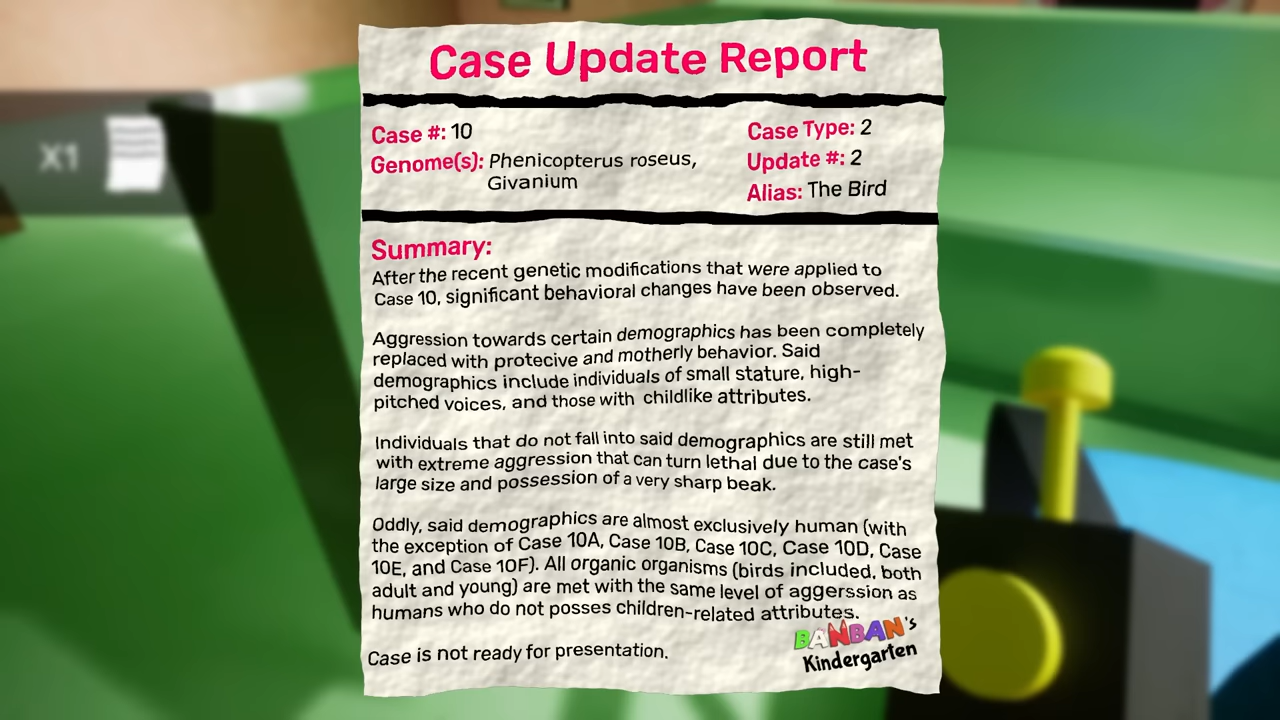 Case Update Report
X1
Case #: 10
Genome(s): Phenicopterus roseus,
Givanium
Case Type: 2
Update #: 2
Alias: The Bird
Summary:
After the recent genetic modifications that were applied to
Case 10, significant behavioral changes have been observed.
Aggression towards certain demographics has been completely
replaced with protecive and motherly behavior. Said
demographics include individuals of small stature, high-
pitched voices, and those with childlike attributes.
Individuals that do not fall into said demographics are still met
with extreme aggression that can turn lethal due to the case's
large size and possession of a very sharp beak.
Oddly, said demographics are almost exclusively human (with
the exception of Case 10A, Case 10B, Case 10C, Case 10D, Case
10E, and Case 10F). All organic organisms (birds included, both
adult and young) are met with the same level of aggerssion as
humans who do not posses children-related attributes.
Case is not ready for presentation.
BANBAN's
Kindergarten